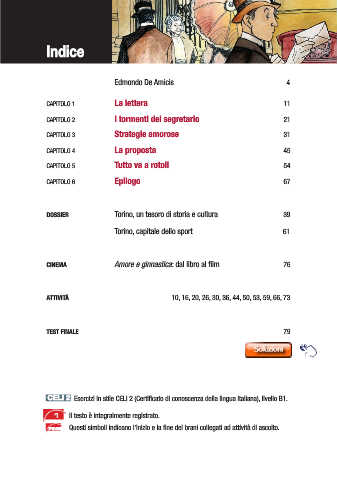 Indice
Edmondo De Amicis 4
CAPITOLO 1 La lettera 11
CAPITOLO 2 I tormenti del segretario 21
CAPITOLO 3 Strategie amorose 31
CAPITOLO 4 La proposta 45
CAPITOLO 5 Tutto va a rotoli 54
CAPITOLO 6 Epilogo 67
DOSSIER Torino, un tesoro di storia e cultura 39
Torino, capitale dello sport 61
CINEMA Amore e ginnastica: dal libro al film 76
ATTIVITÀ 10, 16, 20, 26, 30, 36, 44, 50, 53, 59, 66, 73
TEST FINALE 79
Soluzioni
CELI 2 Esercizi in stile CELI 2 (Certificato di conoscenza della lingua italiana), livello B1.
1 Il testo è integralmente registrato.
Questi simboli indicano l'inizio e la fine dei brani collegati ad attività di ascolto.